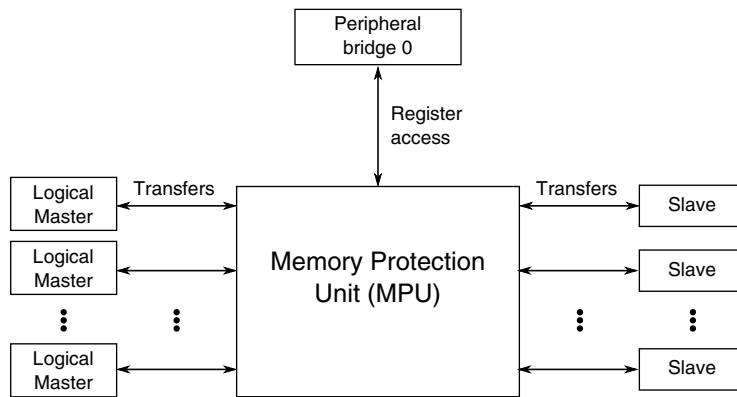 Peripheral
bridge 0
Register
access
Logical
Master
Transfers
Transfers
Slave
Logical
Master
Memory Protection
Unit (MPU)
Slave
Logical
Master
Slave